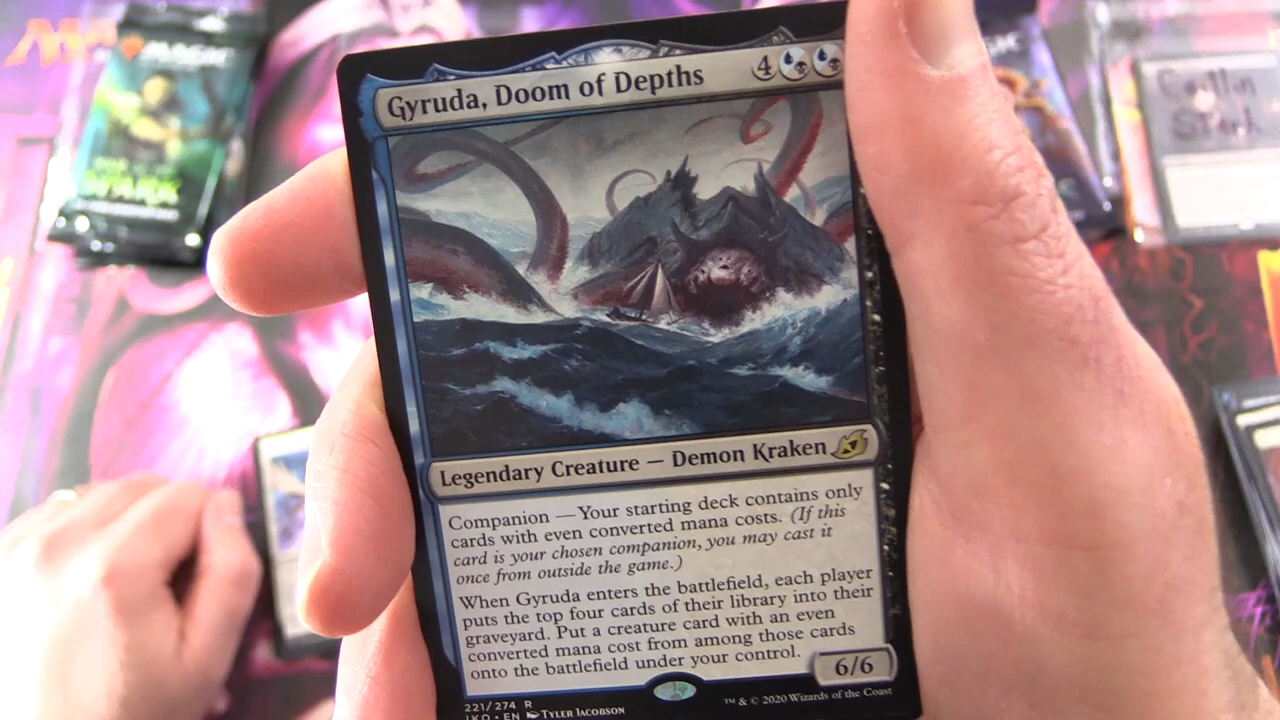 MAGIC
SPARK
Gyruda, Doom of Depths
4
Legendary Creature — Demon Kraken
Companion — Your starting deck contains only
cards with even converted mana costs. (If this
card is your chosen companion, you may cast it
once from outside the game.)
When Gyruda enters the battlefield, each player
puts the top four cards of their library into their
graveyard. Put a creature card with an even
converted mana cost from among those cards
onto the battlefield under your control.
6/6
221/274 R
IKO • EN TYLER JACOBSON
™ & © 2020 Wizards of the Coast